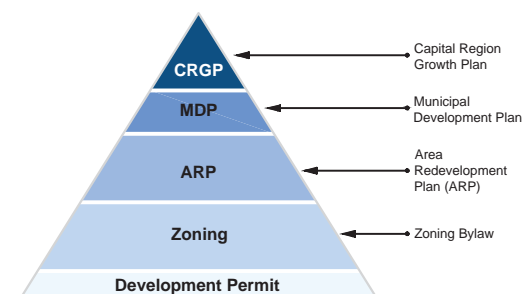 CRGP
Capital Region
Growth Plan
MDP
Municipal
Development Plan
ARP
Area
Redevelopment
Plan (ARP)
Zoning
Zoning Bylaw
Development Permit